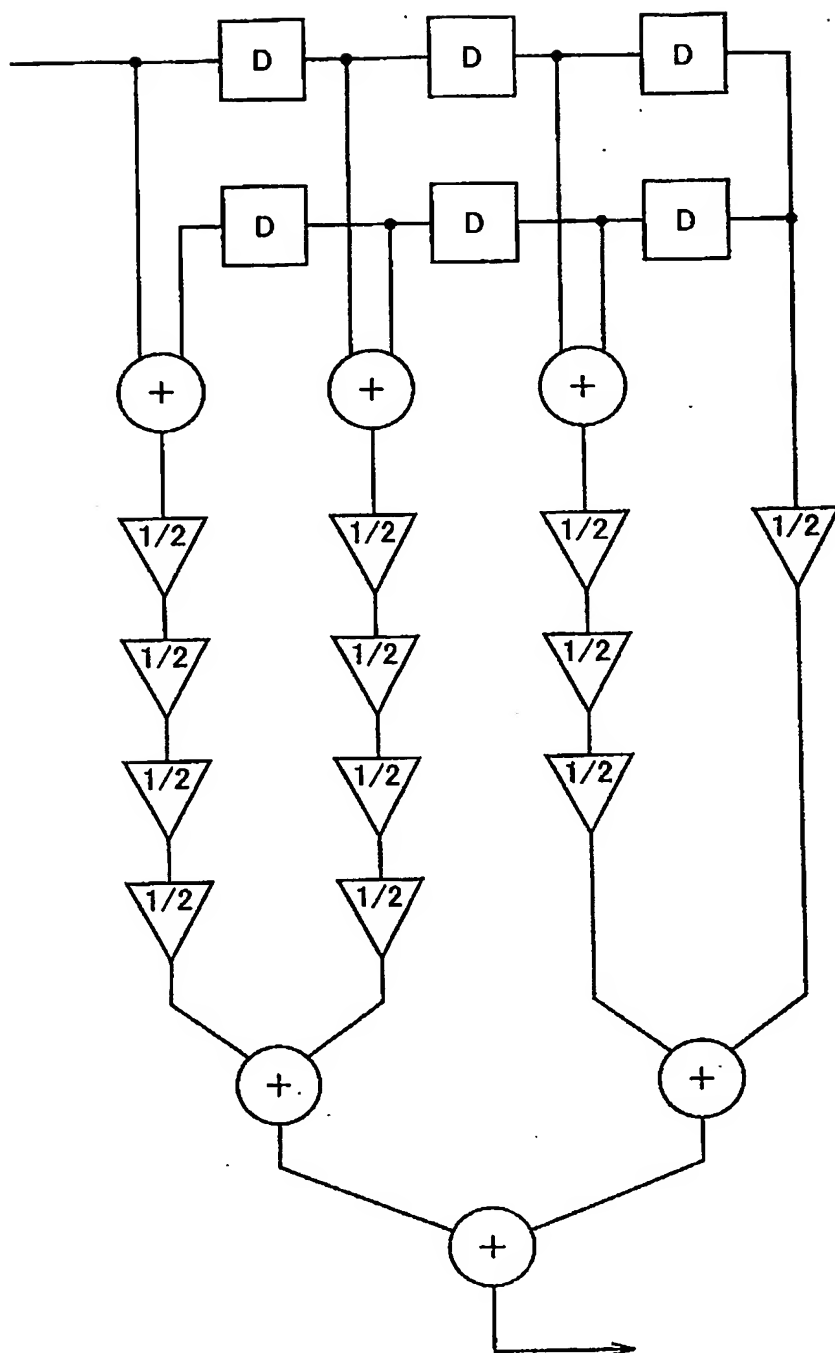 D D D
D D D
+ + +
1/2 1/2 1/2 1/2
1/2 1/2 1/2
1/2 1/2 1/2
1/2 1/2
+ +
+